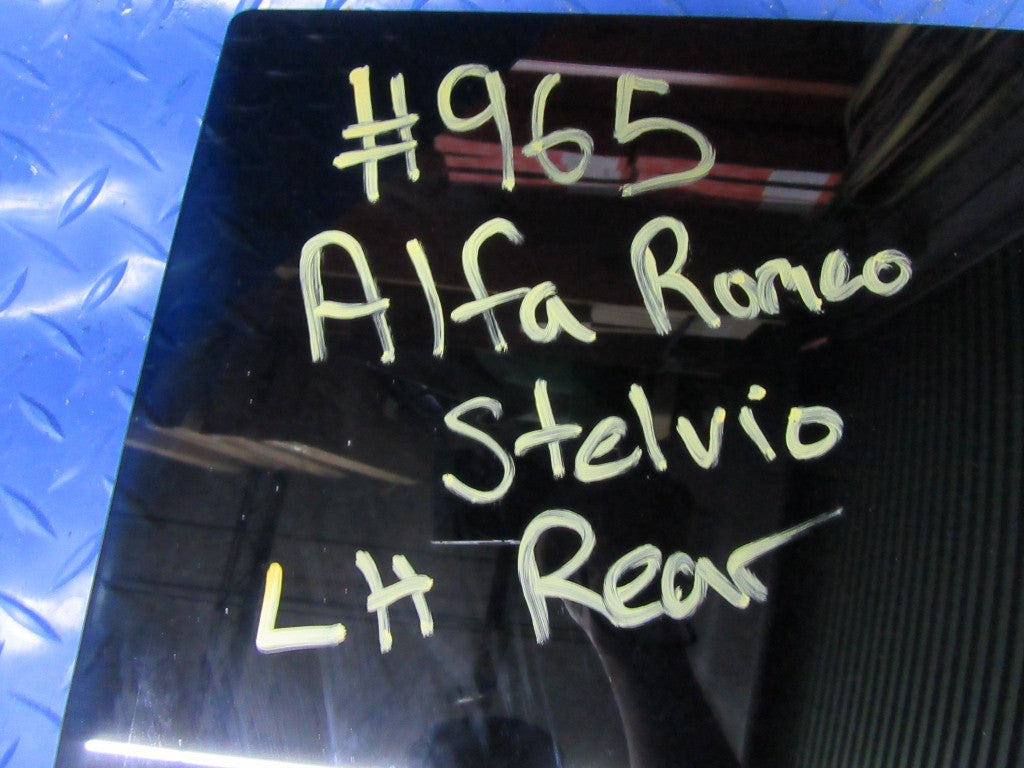 #965
Alfa Romeo
Stelvio
LH Rear